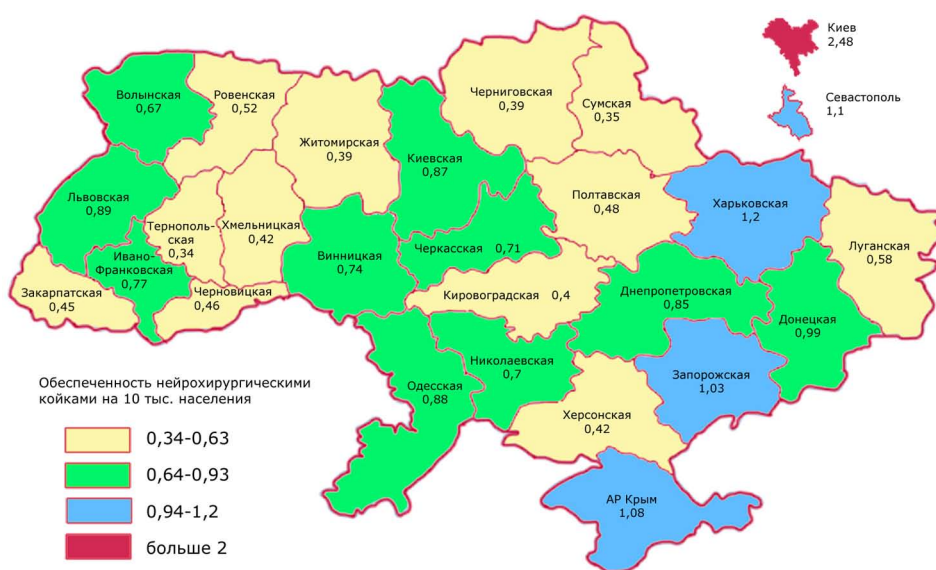 Киев
2,48
Севастополь
1,1
Волынская
0,67
Ровенская
0,52
Житомирская
0,39
Черниговская
0,39
Сумская
0,35
Киевская
0,87
Львовская
0,89
Тернополь-
ская
0,34
Хмельницкая
0,42
Полтавская
0,48
Харьковская
1,2
Луганская
0,58
Ивано-
Франковская
0,77
Винницкая
0,74
Черкасская 0,71
Закарпатская
0,45
Черновицкая
0,46
Кировоградская 0,4
Днепропетровская
0,85
Донецкая
0,99
Одесская
0,88
Николаевская
0,7
Запорожская
1,03
Херсонская
0,42
АР Крым
1,08
Обеспеченность нейрохирургическими
койками на 10 тыс. населения
0,34-0,63
0,64-0,93
0,94-1,2
больше 2